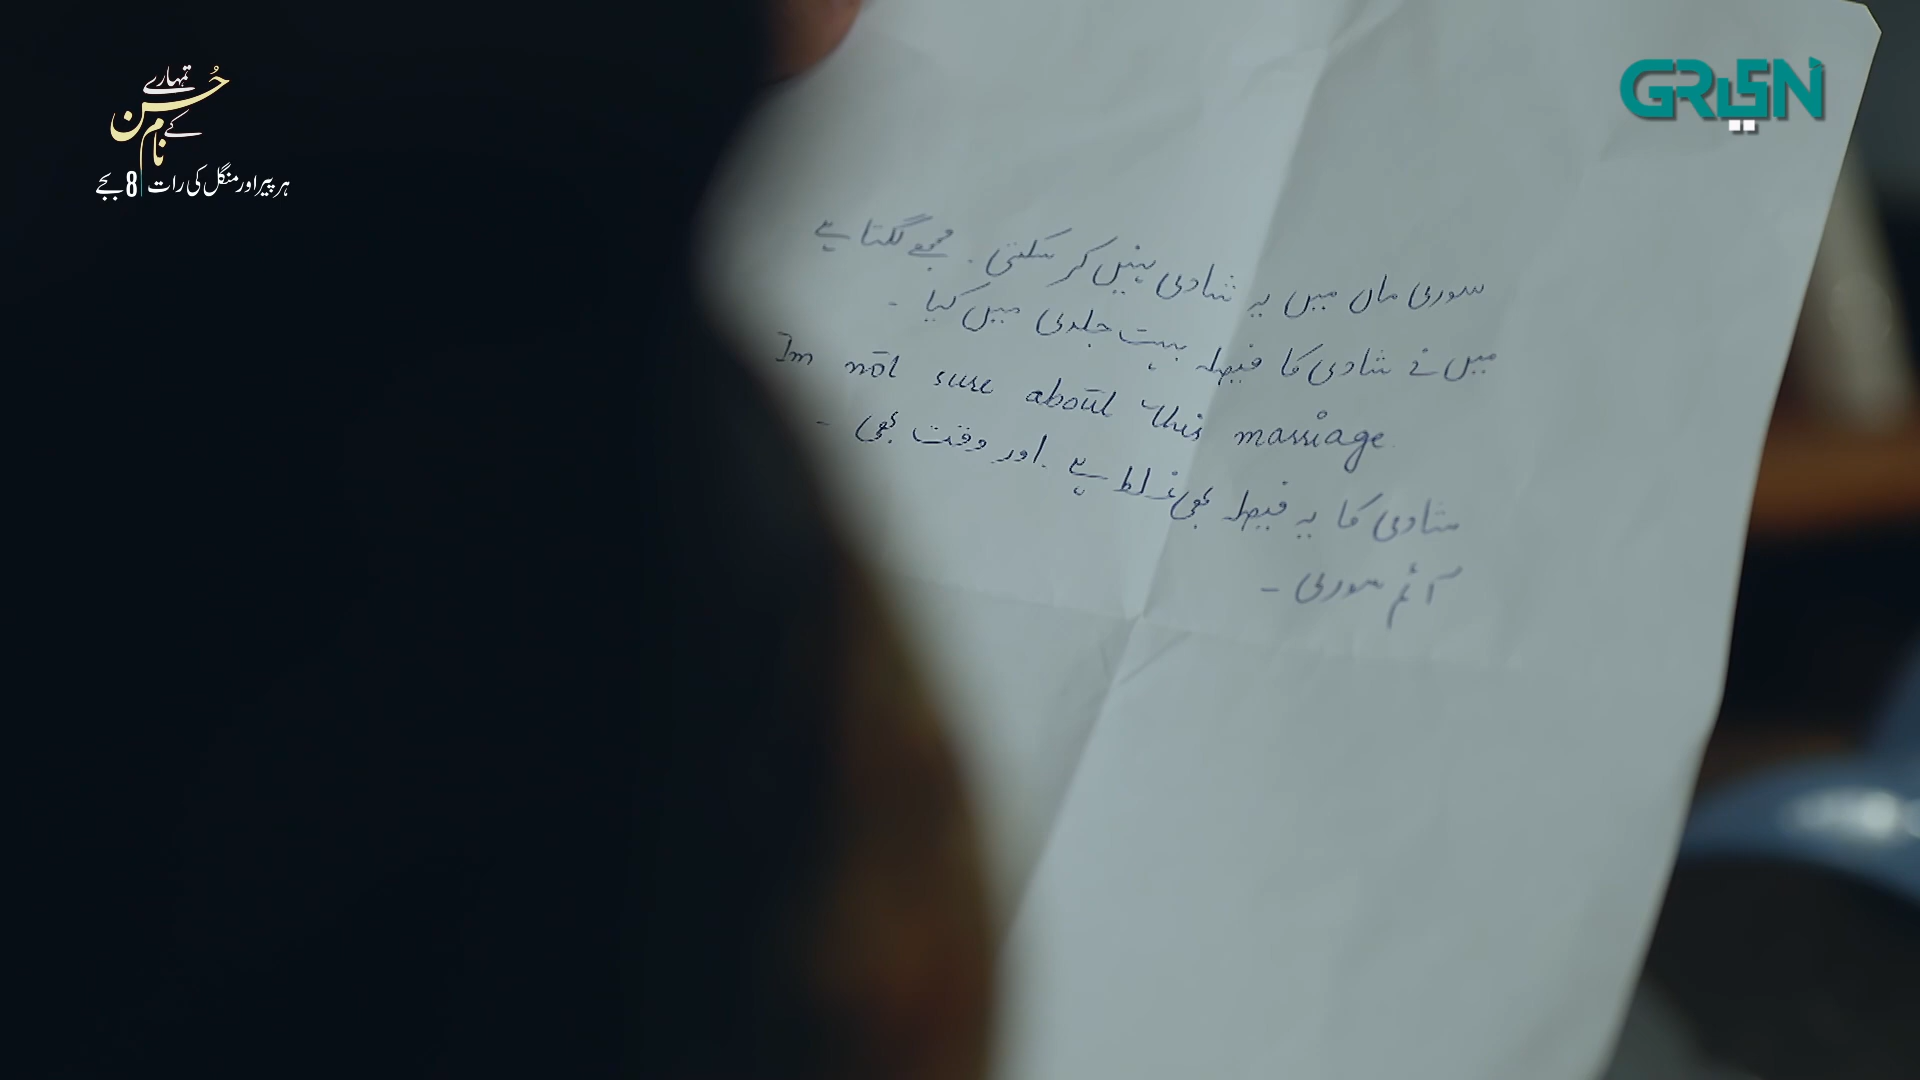 تمہارے
حُسن
کے
نام
ہر پیر اور منگل کی رات 8 بجے
GREEN
سوری ماں میں یہ شادی نہیں کر سکتی۔ مجھے لگتا ہے
میں نے شادی کا فیصلہ بہت جلدی میں کیا ۔
Im not sure about this marriage.
شادی کا یہ فیصلہ بھی غلط ہے ۔ اور وقت بھی ۔
آئم سوری ۔